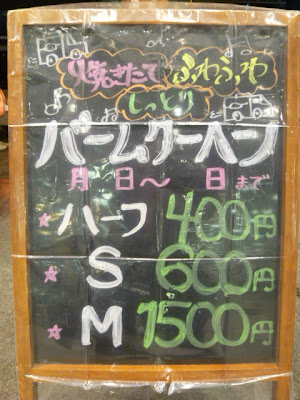 焼きたて ふわふわ
しっとり
バームクーヘン
月 日〜 日まで
ハーフ 400円
S 600円
M 1500円